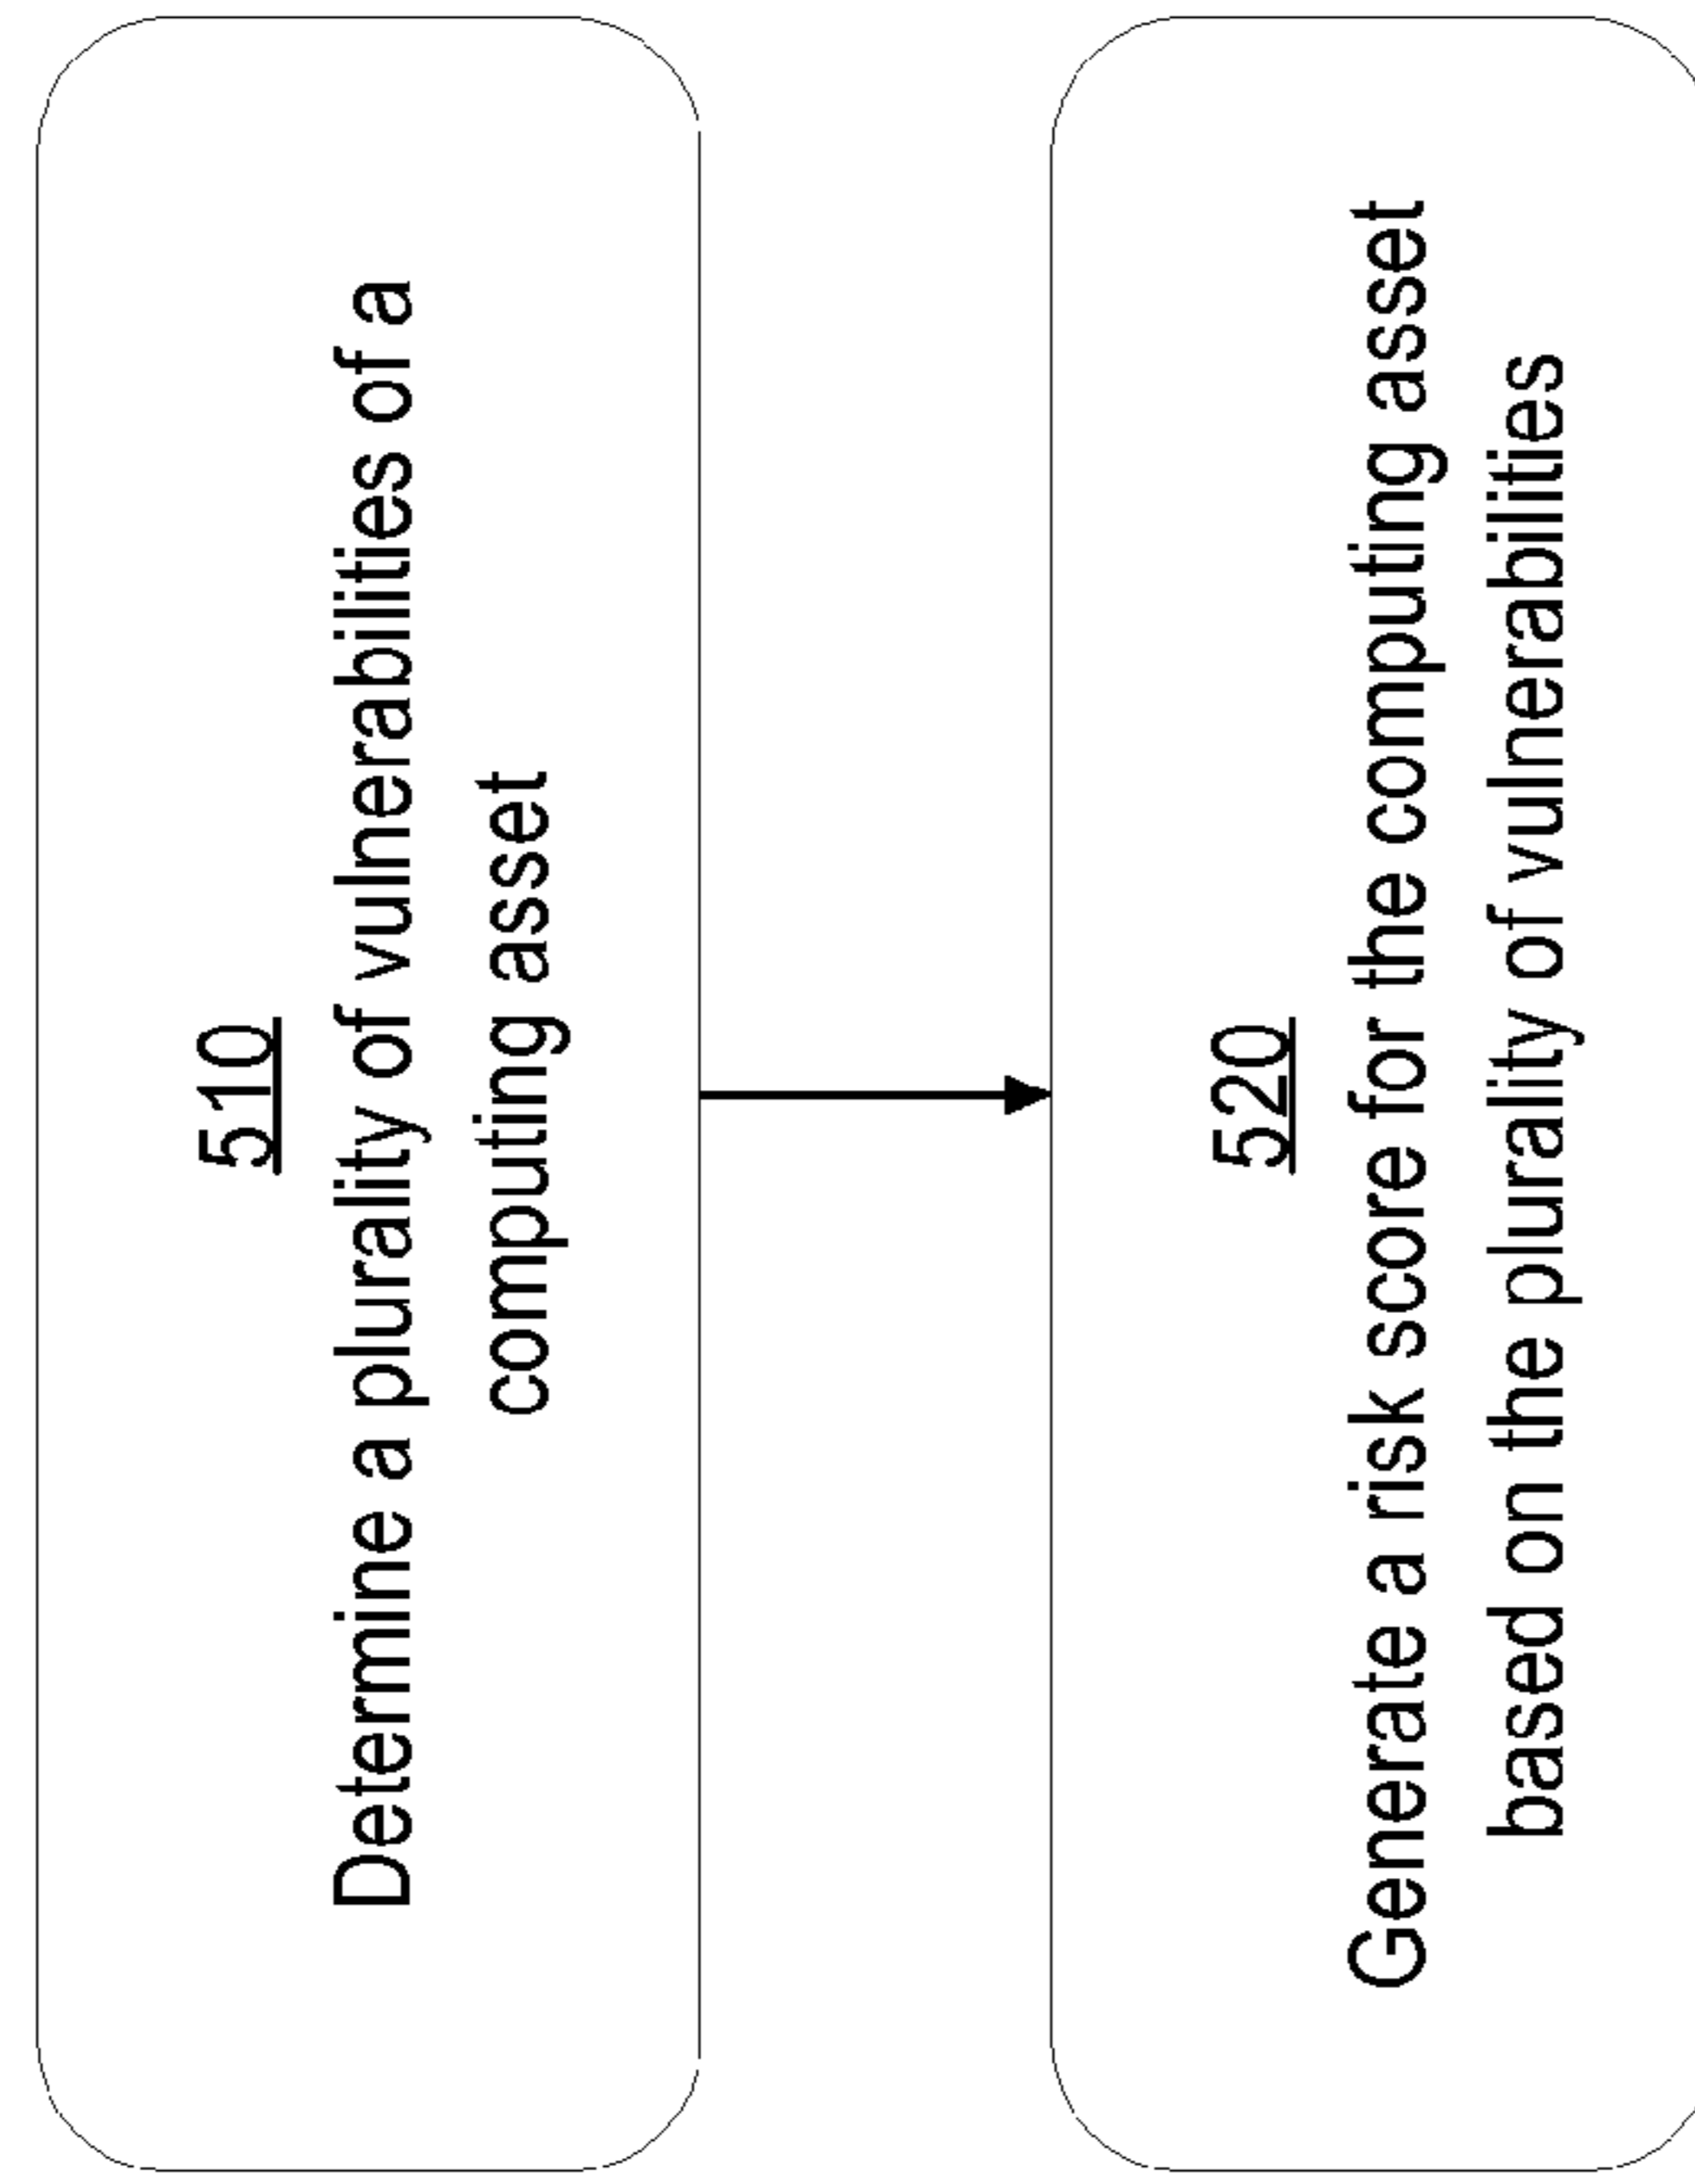 510
Determine a plurality of vulnerabilities of a
computing asset
520
Generate a risk score for the computing asset
based on the plurality of vulnerabilities